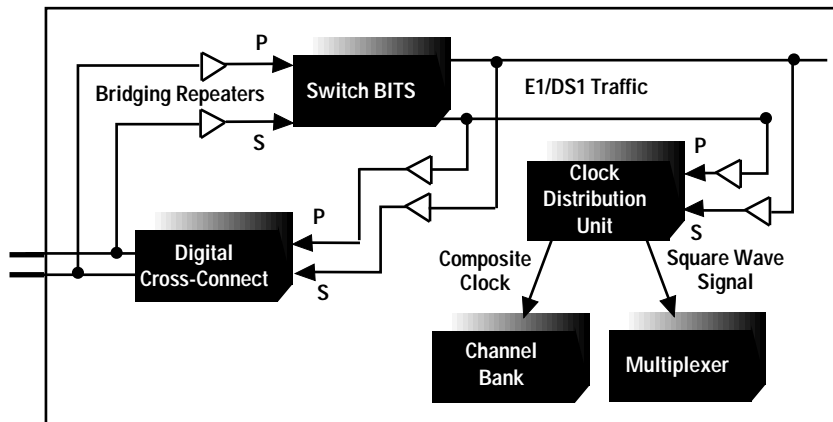 P
Switch BITS
Bridging Repeaters
E1/DS1 Traffic
S
P
Clock
Distribution
Unit
P
S
Digital
Cross-Connect
S
Composite
Clock
Square Wave
Signal
Channel
Bank
Multiplexer